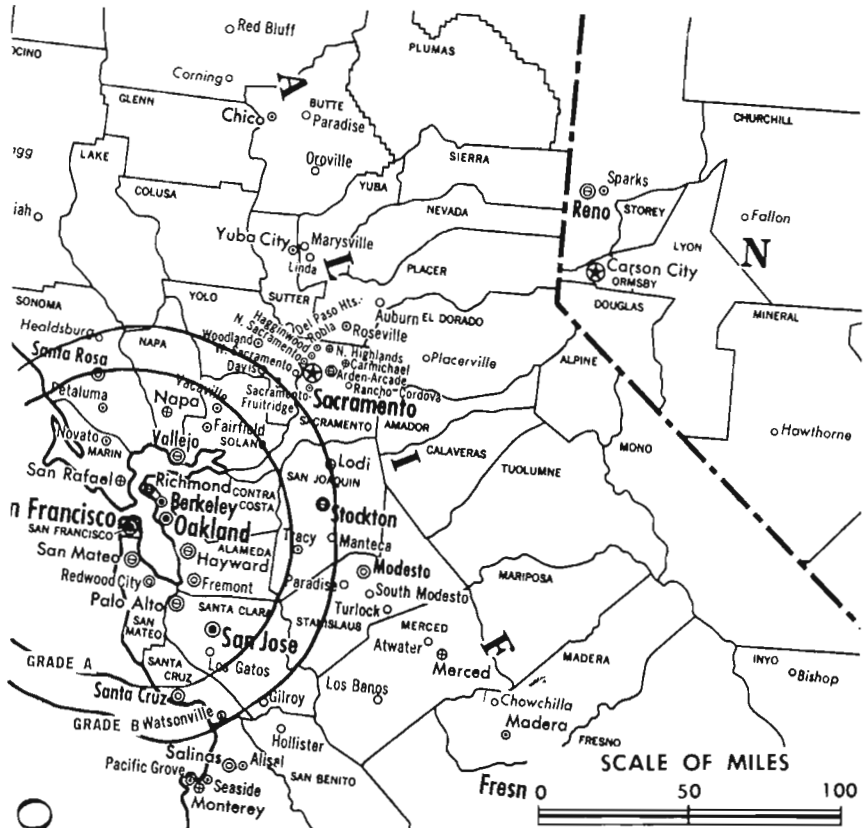 Red Bluff
PLUMAS
OCINO
Corning
A
GLENN
BUTTE
Chico
Paradise
CHURCHILL
LAKE
Oroville
SIERRA
agg
COLUSA
YUBA
Sparks
Reno
STOREY
iah
NEVADA
Fallon
Yuba City
Marysville
LYON
N
Linda
L
PLACER
Carson City
ORMSBY
SONOMA
YOLO
SUTTER
DOUGLAS
MINERAL
Del Paso Hts.
Auburn
EL DORADO
Healdsburg
NAPA
Hagginwood
Robla
Roseville
Woodland
N. Sacramento
N. Highlands
Placerville
ALPINE
Santa Rosa
W. Sacramento
Carmichael
Davis
Arden-Arcade
Rancho-Cordova
Petaluma
Vacaville
Sacramento-
Fruitridge
Sacramento
Napa
Fairfield
SACRAMENTO
AMADOR
Hawthorne
Novato
MARIN
Vallejo
SOLANO
CALAVERAS
MONO
Lodi
I
TUOLUMNE
San Rafael
Richmond
CONTRA
COSTA
SAN JOAQUIN
Berkeley
n Francisco
Oakland
Stockton
SAN FRANCISCO
San Mateo
ALAMEDA
Tracy
Manteca
Hayward
Modesto
Redwood City
Fremont
Paradise
South Modesto
MARIPOSA
Palo Alto
SANTA CLARA
Turlock
SAN
MATEO
San Jose
STANISLAUS
MERCED
Atwater
F
GRADE A
SANTA
CRUZ
Los Gatos
Merced
MADERA
INYO
Bishop
Santa Cruz
Gilroy
Los Banos
Chowchilla
GRADE B
Watsonville
Madera
Hollister
FRESNO
Salinas
Alisal
SCALE OF MILES
Pacific Grove
Seaside
SAN BENITO
Fresn
Monterey
0 50 100
O